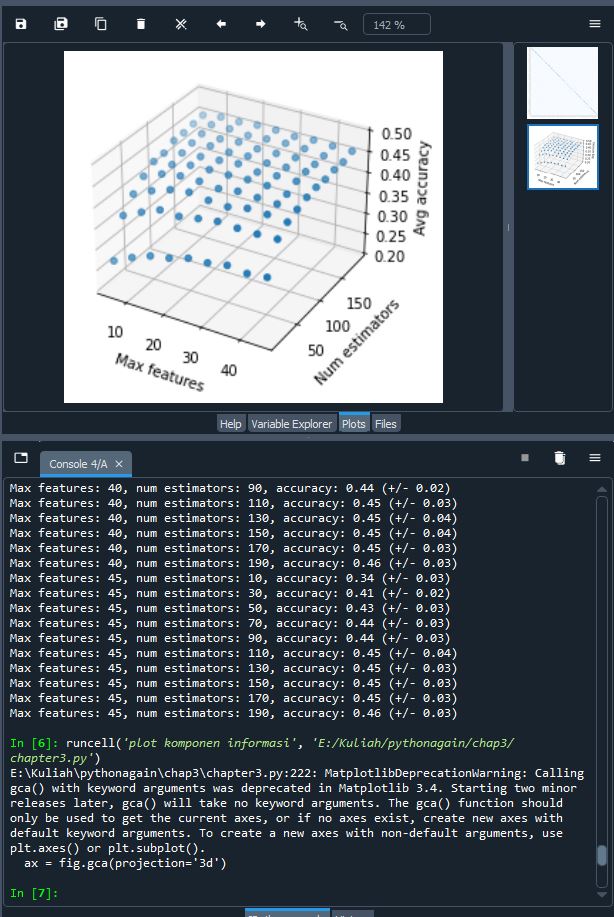 142 %
0.50
0.45
0.40
0.35
0.30
0.25
0.20
Avg accuracy
150
100
50
Num estimators
10
20
30
40
Max features
Help Variable Explorer Plots Files
Console 4/A
Max features: 40, num estimators: 90, accuracy: 0.44 (+/- 0.02)
Max features: 40, num estimators: 110, accuracy: 0.45 (+/- 0.03)
Max features: 40, num estimators: 130, accuracy: 0.45 (+/- 0.04)
Max features: 40, num estimators: 150, accuracy: 0.45 (+/- 0.04)
Max features: 40, num estimators: 170, accuracy: 0.45 (+/- 0.03)
Max features: 40, num estimators: 190, accuracy: 0.46 (+/- 0.03)
Max features: 45, num estimators: 10, accuracy: 0.34 (+/- 0.03)
Max features: 45, num estimators: 30, accuracy: 0.41 (+/- 0.02)
Max features: 45, num estimators: 50, accuracy: 0.43 (+/- 0.03)
Max features: 45, num estimators: 70, accuracy: 0.44 (+/- 0.03)
Max features: 45, num estimators: 90, accuracy: 0.44 (+/- 0.03)
Max features: 45, num estimators: 110, accuracy: 0.45 (+/- 0.04)
Max features: 45, num estimators: 130, accuracy: 0.45 (+/- 0.03)
Max features: 45, num estimators: 150, accuracy: 0.45 (+/- 0.03)
Max features: 45, num estimators: 170, accuracy: 0.45 (+/- 0.03)
Max features: 45, num estimators: 190, accuracy: 0.46 (+/- 0.03)
In [6]: runcell('plot komponen informasi', 'E:/Kuliah/pythonagain/chap3/
chapter3.py')
E:\Kuliah\pythonagain\chap3\chapter3.py:222: MatplotlibDeprecationWarning: Calling
gca() with keyword arguments was deprecated in Matplotlib 3.4. Starting two minor
releases later, gca() will take no keyword arguments. The gca() function should
only be used to get the current axes, or if no axes exist, create new axes with
default keyword arguments. To create a new axes with non-default arguments, use
plt.axes() or plt.subplot().
ax = fig.gca(projection='3d')
In [7]: